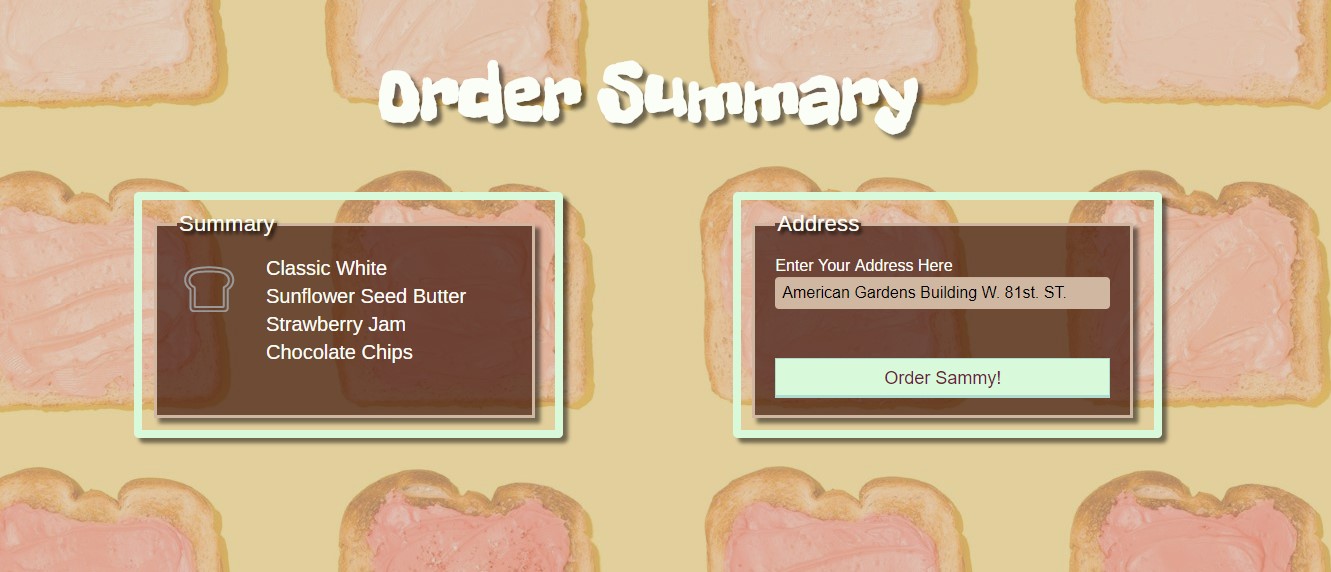 Order Summary
Summary
Classic White
Sunflower Seed Butter
Strawberry Jam
Chocolate Chips
Address
Enter Your Address Here
American Gardens Building W. 81st. ST.
Order Sammy!